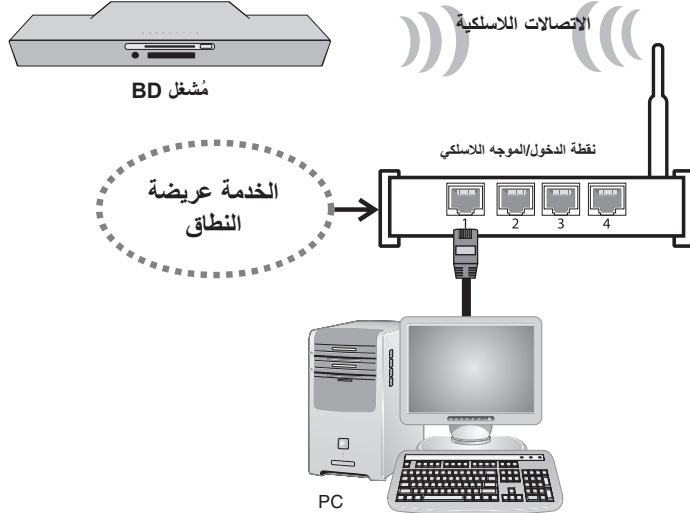 الاتصالات اللاسلكية
مُشغل BD
نقطة الدخول/الموجه اللاسلكي
الخدمة عريضة
النطاق
1 2 3 4
PC